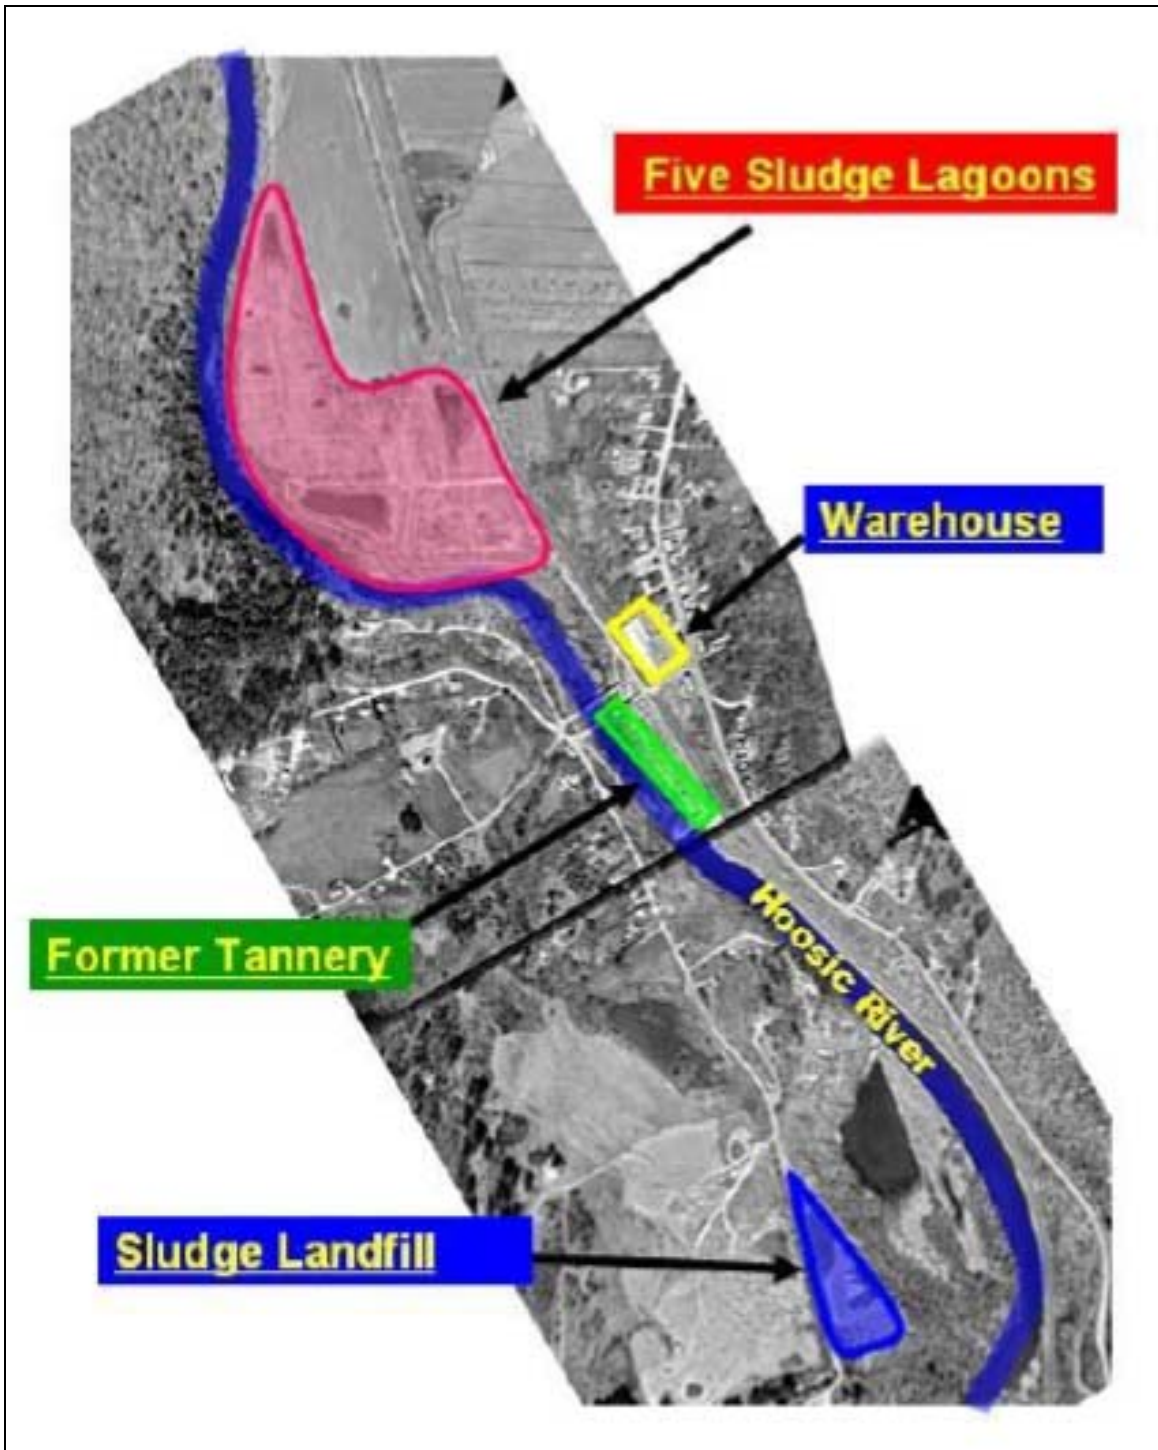 Five Sludge Lagoons
Warehouse
Former Tannery
Hoosic River
Sludge Landfill